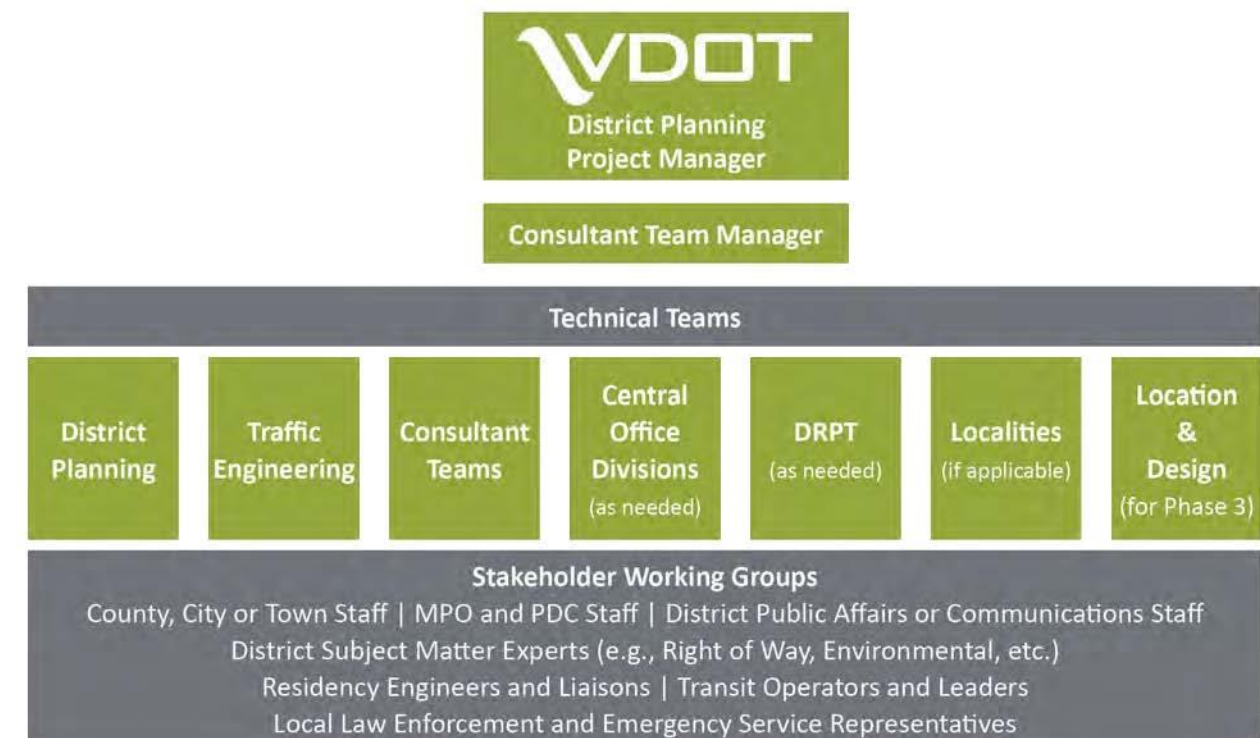 VDOT
District Planning
Project Manager
Consultant Team Manager
Technical Teams
District
Planning
Traffic
Engineering
Consultant
Teams
Central
Office
Divisions
(as needed)
DRPT
(as needed)
Localities
(if applicable)
Location
&
Design
(for Phase 3)
Stakeholder Working Groups
County, City or Town Staff | MPO and PDC Staff | District Public Affairs or Communications Staff
District Subject Matter Experts (e.g., Right of Way, Environmental, etc.)
Residency Engineers and Liaisons | Transit Operators and Leaders
Local Law Enforcement and Emergency Service Representatives